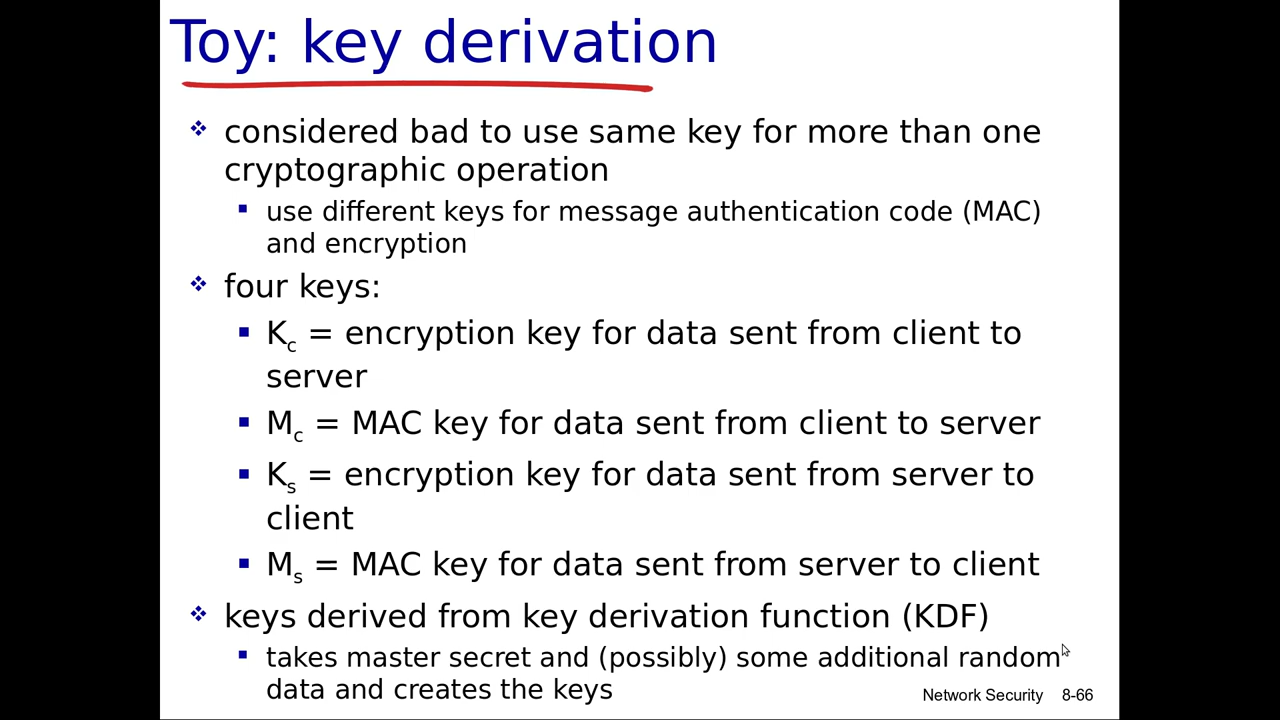 Toy: key derivation
considered bad to use same key for more than one
cryptographic operation
use different keys for message authentication code (MAC)
and encryption
four keys:
Kc = encryption key for data sent from client to
server
Mc = MAC key for data sent from client to server
Ks = encryption key for data sent from server to
client
Ms = MAC key for data sent from server to client
keys derived from key derivation function (KDF)
takes master secret and (possibly) some additional random
data and creates the keys
Network Security 8-66